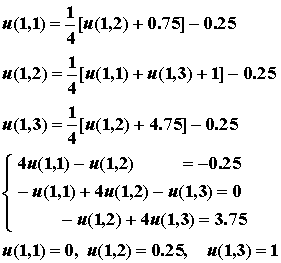 u(1,1) = 1/4[u(1,2) + 0.75] − 0.25
u(1,2) = 1/4[u(1,1) + u(1,3) + 1] − 0.25
u(1,3) = 1/4[u(1,2) + 4.75] − 0.25
4u(1,1) − u(1,2) = −0.25
− u(1,1) + 4u(1,2) − u(1,3) = 0
− u(1,2) + 4u(1,3) = 3.75
u(1,1) = 0, u(1,2) = 0.25, u(1,3) = 1